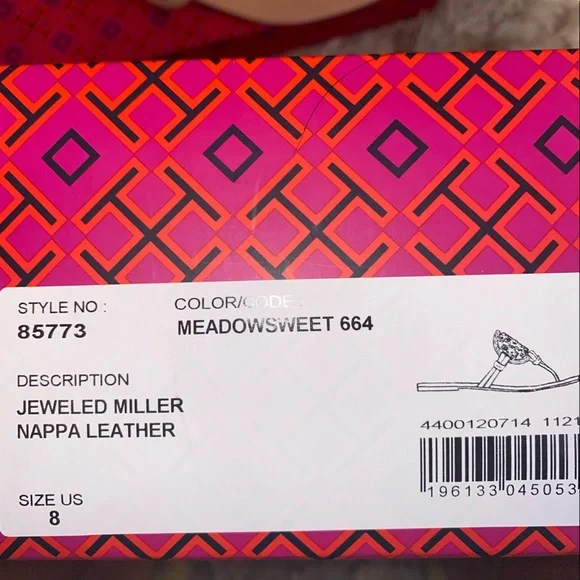 STYLE NO : COLOR/CODE :
85773 MEADOWSWEET 664
DESCRIPTION
JEWELED MILLER
NAPPA LEATHER
4400120714 1121
196133 045053
SIZE US
8